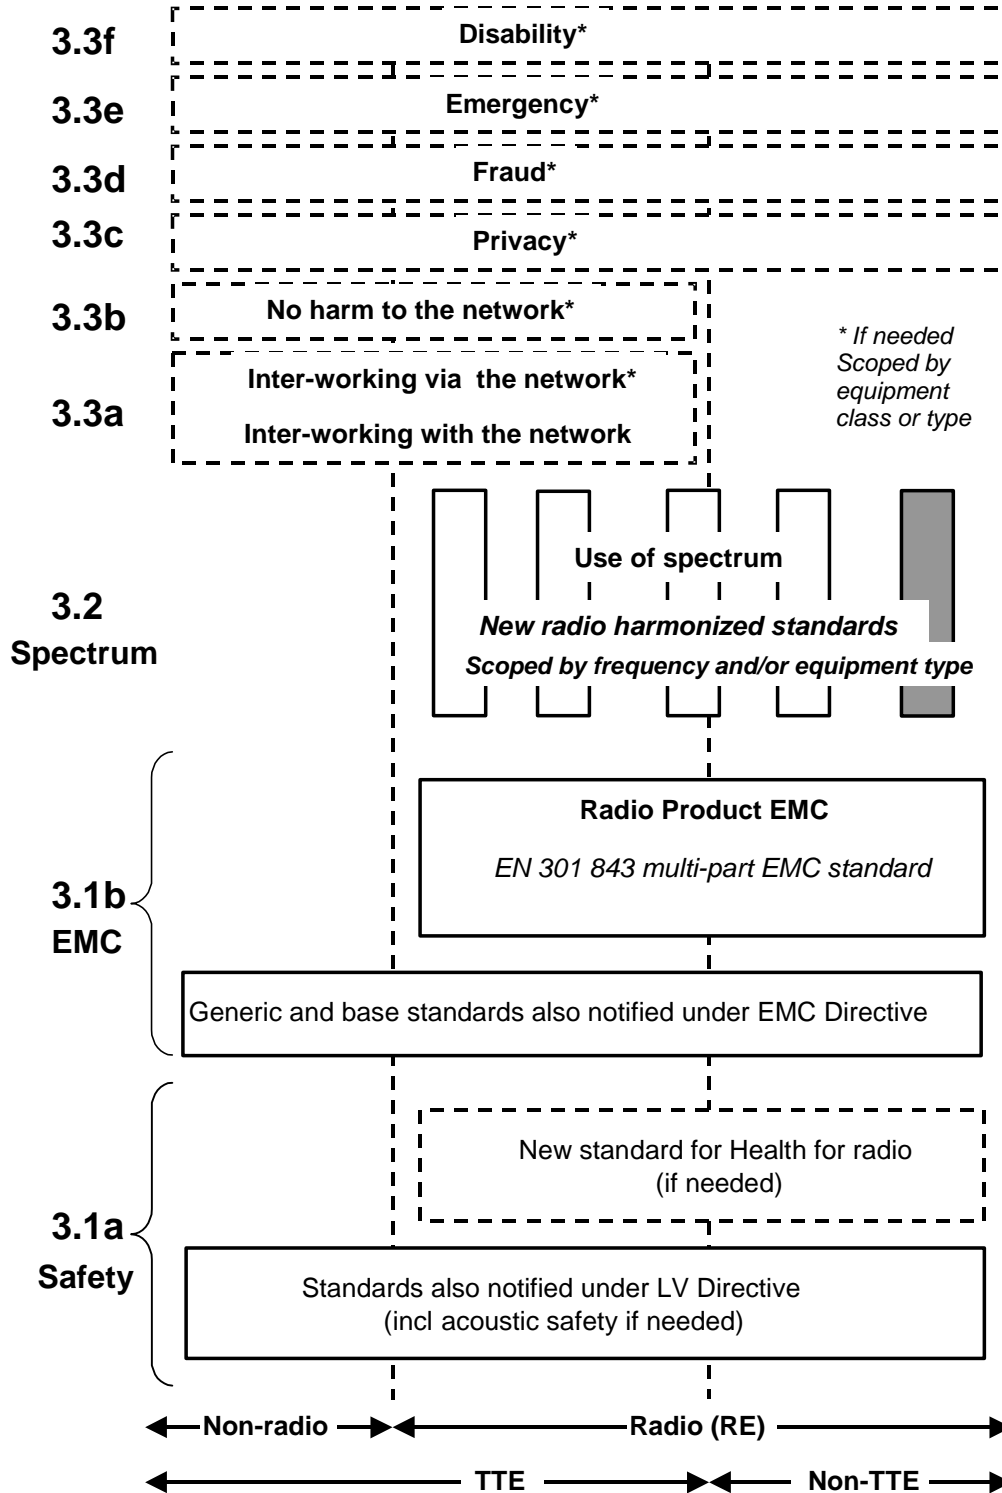 3.3f
Disability*
3.3e
Emergency*
3.3d
Fraud*
3.3c
Privacy*
3.3b
No harm to the network*
3.3a
Inter-working via the network*
Inter-working with the network
* If needed
Scoped by
equipment
class or type
3.2
Spectrum
Use of spectrum
New radio harmonized standards
Scoped by frequency and/or equipment type
3.1b
EMC
Radio Product EMC
EN 301 843 multi-part EMC standard
Generic and base standards also notified under EMC Directive
3.1a
Safety
New standard for Health for radio
(if needed)
Standards also notified under LV Directive
(incl acoustic safety if needed)
Non-radio
Radio (RE)
TTE
Non-TTE